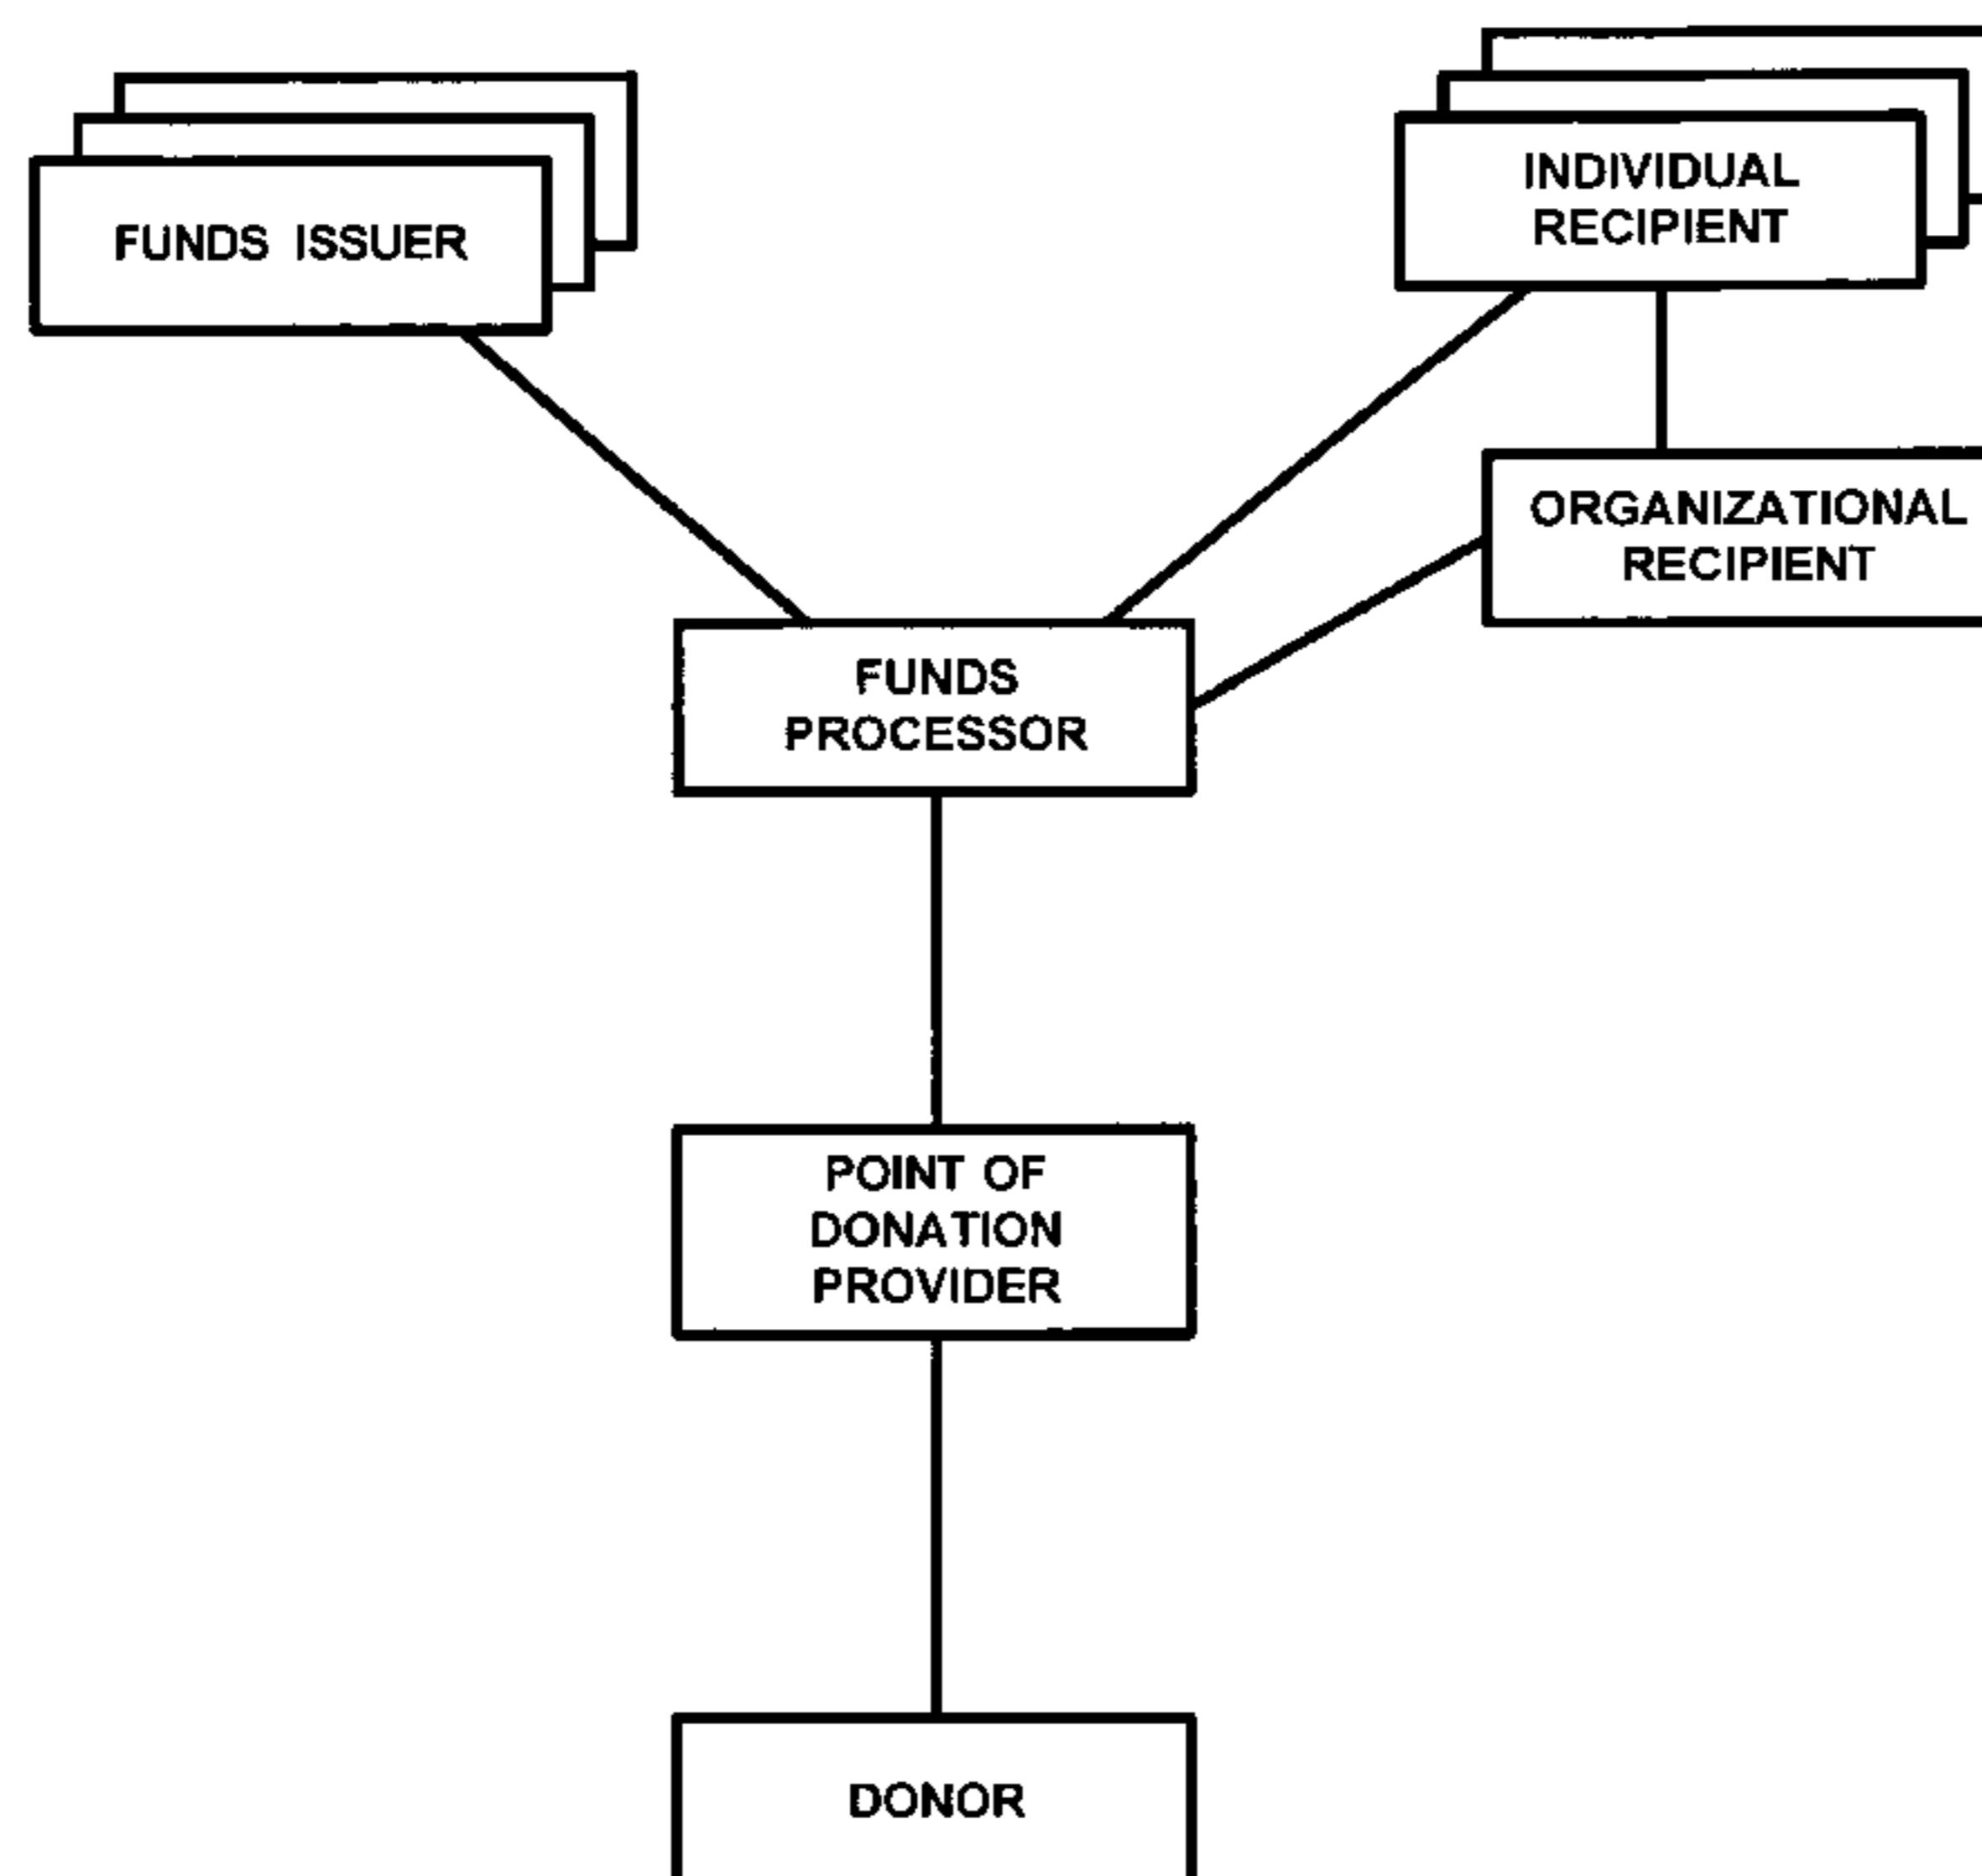 FUNDS ISSUER
INDIVIDUAL
RECIPIENT
ORGANIZATIONAL
RECIPIENT
FUNDS
PROCESSOR
POINT OF
DONATION
PROVIDER
DONOR